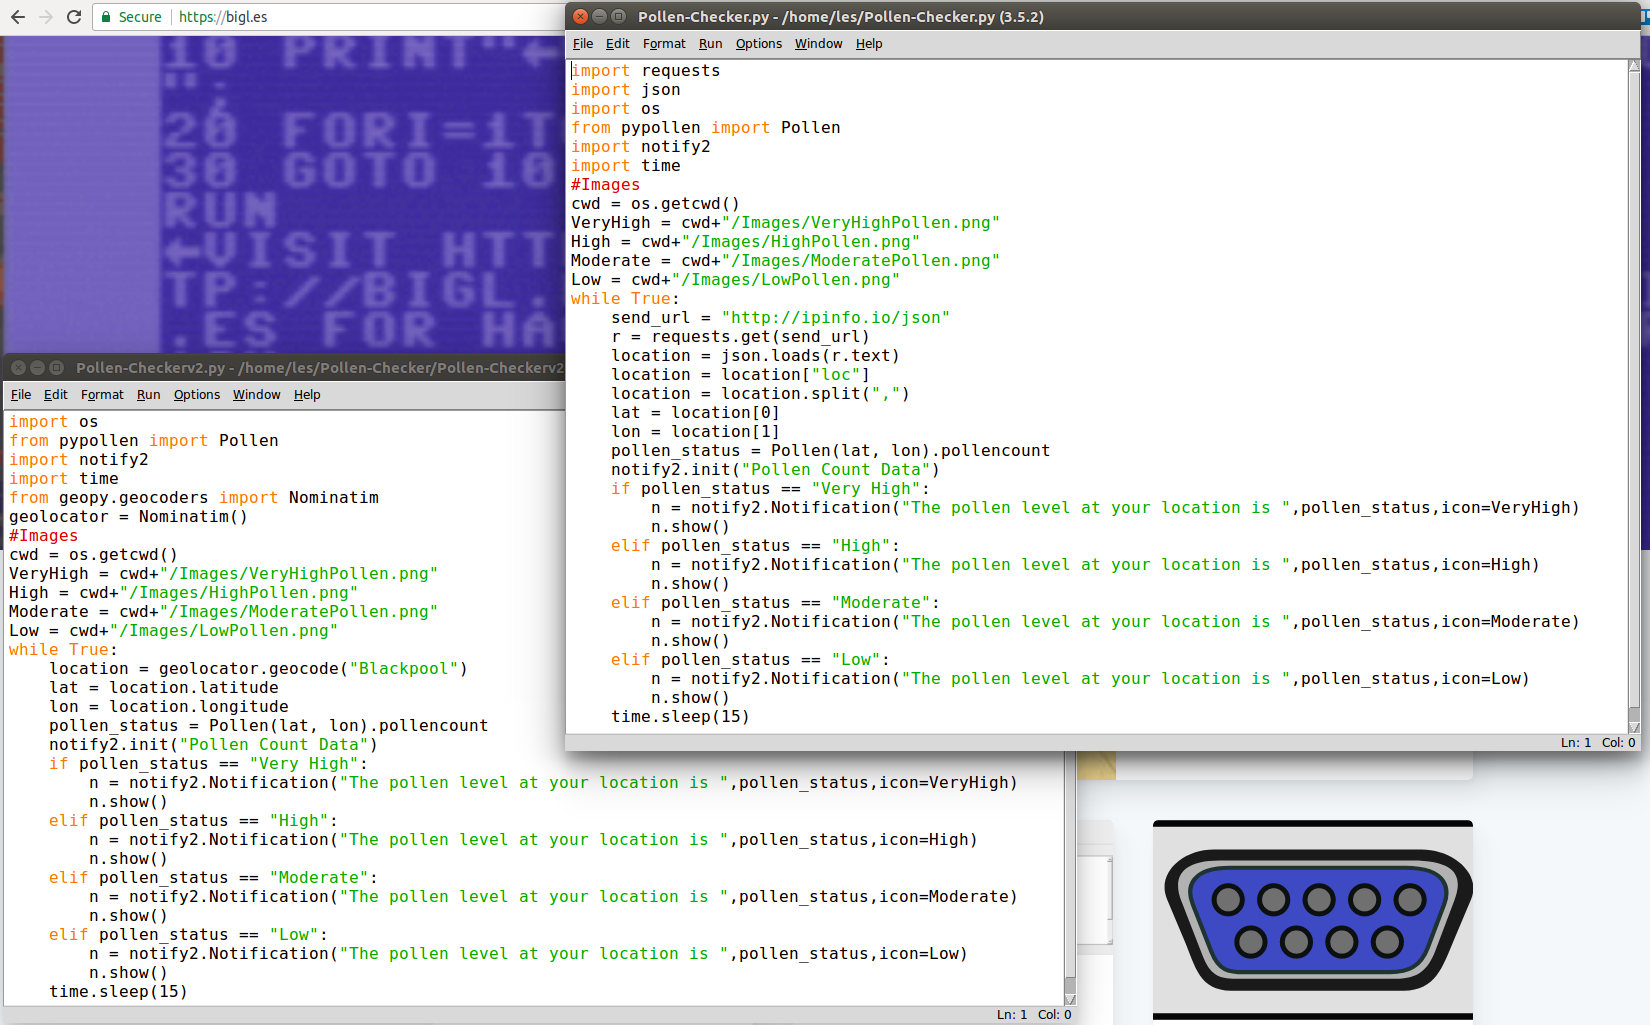 Secure https://bigl.es
10 PRINT"←
";
20 FORI=1T
30 GOTO 10
RUN
←VISIT HTT
TP://BIGL.
.ES FOR HA
Pollen-Checker.py - /home/les/Pollen-Checker.py (3.5.2)
File Edit Format Run Options Window Help
import requests
import json
import os
from pypollen import Pollen
import notify2
import time
#Images
cwd = os.getcwd()
VeryHigh = cwd+"/Images/VeryHighPollen.png"
High = cwd+"/Images/HighPollen.png"
Moderate = cwd+"/Images/ModeratePollen.png"
Low = cwd+"/Images/LowPollen.png"
while True:
    send_url = "http://ipinfo.io/json"
    r = requests.get(send_url)
    location = json.loads(r.text)
    location = location["loc"]
    location = location.split(",")
    lat = location[0]
    lon = location[1]
    pollen_status = Pollen(lat, lon).pollencount
    notify2.init("Pollen Count Data")
    if pollen_status == "Very High":
        n = notify2.Notification("The pollen level at your location is ",pollen_status,icon=VeryHigh)
        n.show()
    elif pollen_status == "High":
        n = notify2.Notification("The pollen level at your location is ",pollen_status,icon=High)
        n.show()
    elif pollen_status == "Moderate":
        n = notify2.Notification("The pollen level at your location is ",pollen_status,icon=Moderate)
        n.show()
    elif pollen_status == "Low":
        n = notify2.Notification("The pollen level at your location is ",pollen_status,icon=Low)
        n.show()
    time.sleep(15)
Ln: 1 Col: 0
Pollen-Checkerv2.py - /home/les/Pollen-Checker/Pollen-Checkerv2
File Edit Format Run Options Window Help
import os
from pypollen import Pollen
import notify2
import time
from geopy.geocoders import Nominatim
geolocator = Nominatim()
#Images
cwd = os.getcwd()
VeryHigh = cwd+"/Images/VeryHighPollen.png"
High = cwd+"/Images/HighPollen.png"
Moderate = cwd+"/Images/ModeratePollen.png"
Low = cwd+"/Images/LowPollen.png"
while True:
    location = geolocator.geocode("Blackpool")
    lat = location.latitude
    lon = location.longitude
    pollen_status = Pollen(lat, lon).pollencount
    notify2.init("Pollen Count Data")
    if pollen_status == "Very High":
        n = notify2.Notification("The pollen level at your location is ",pollen_status,icon=VeryHigh)
        n.show()
    elif pollen_status == "High":
        n = notify2.Notification("The pollen level at your location is ",pollen_status,icon=High)
        n.show()
    elif pollen_status == "Moderate":
        n = notify2.Notification("The pollen level at your location is ",pollen_status,icon=Moderate)
        n.show()
    elif pollen_status == "Low":
        n = notify2.Notification("The pollen level at your location is ",pollen_status,icon=Low)
        n.show()
    time.sleep(15)
Ln: 1 Col: 0